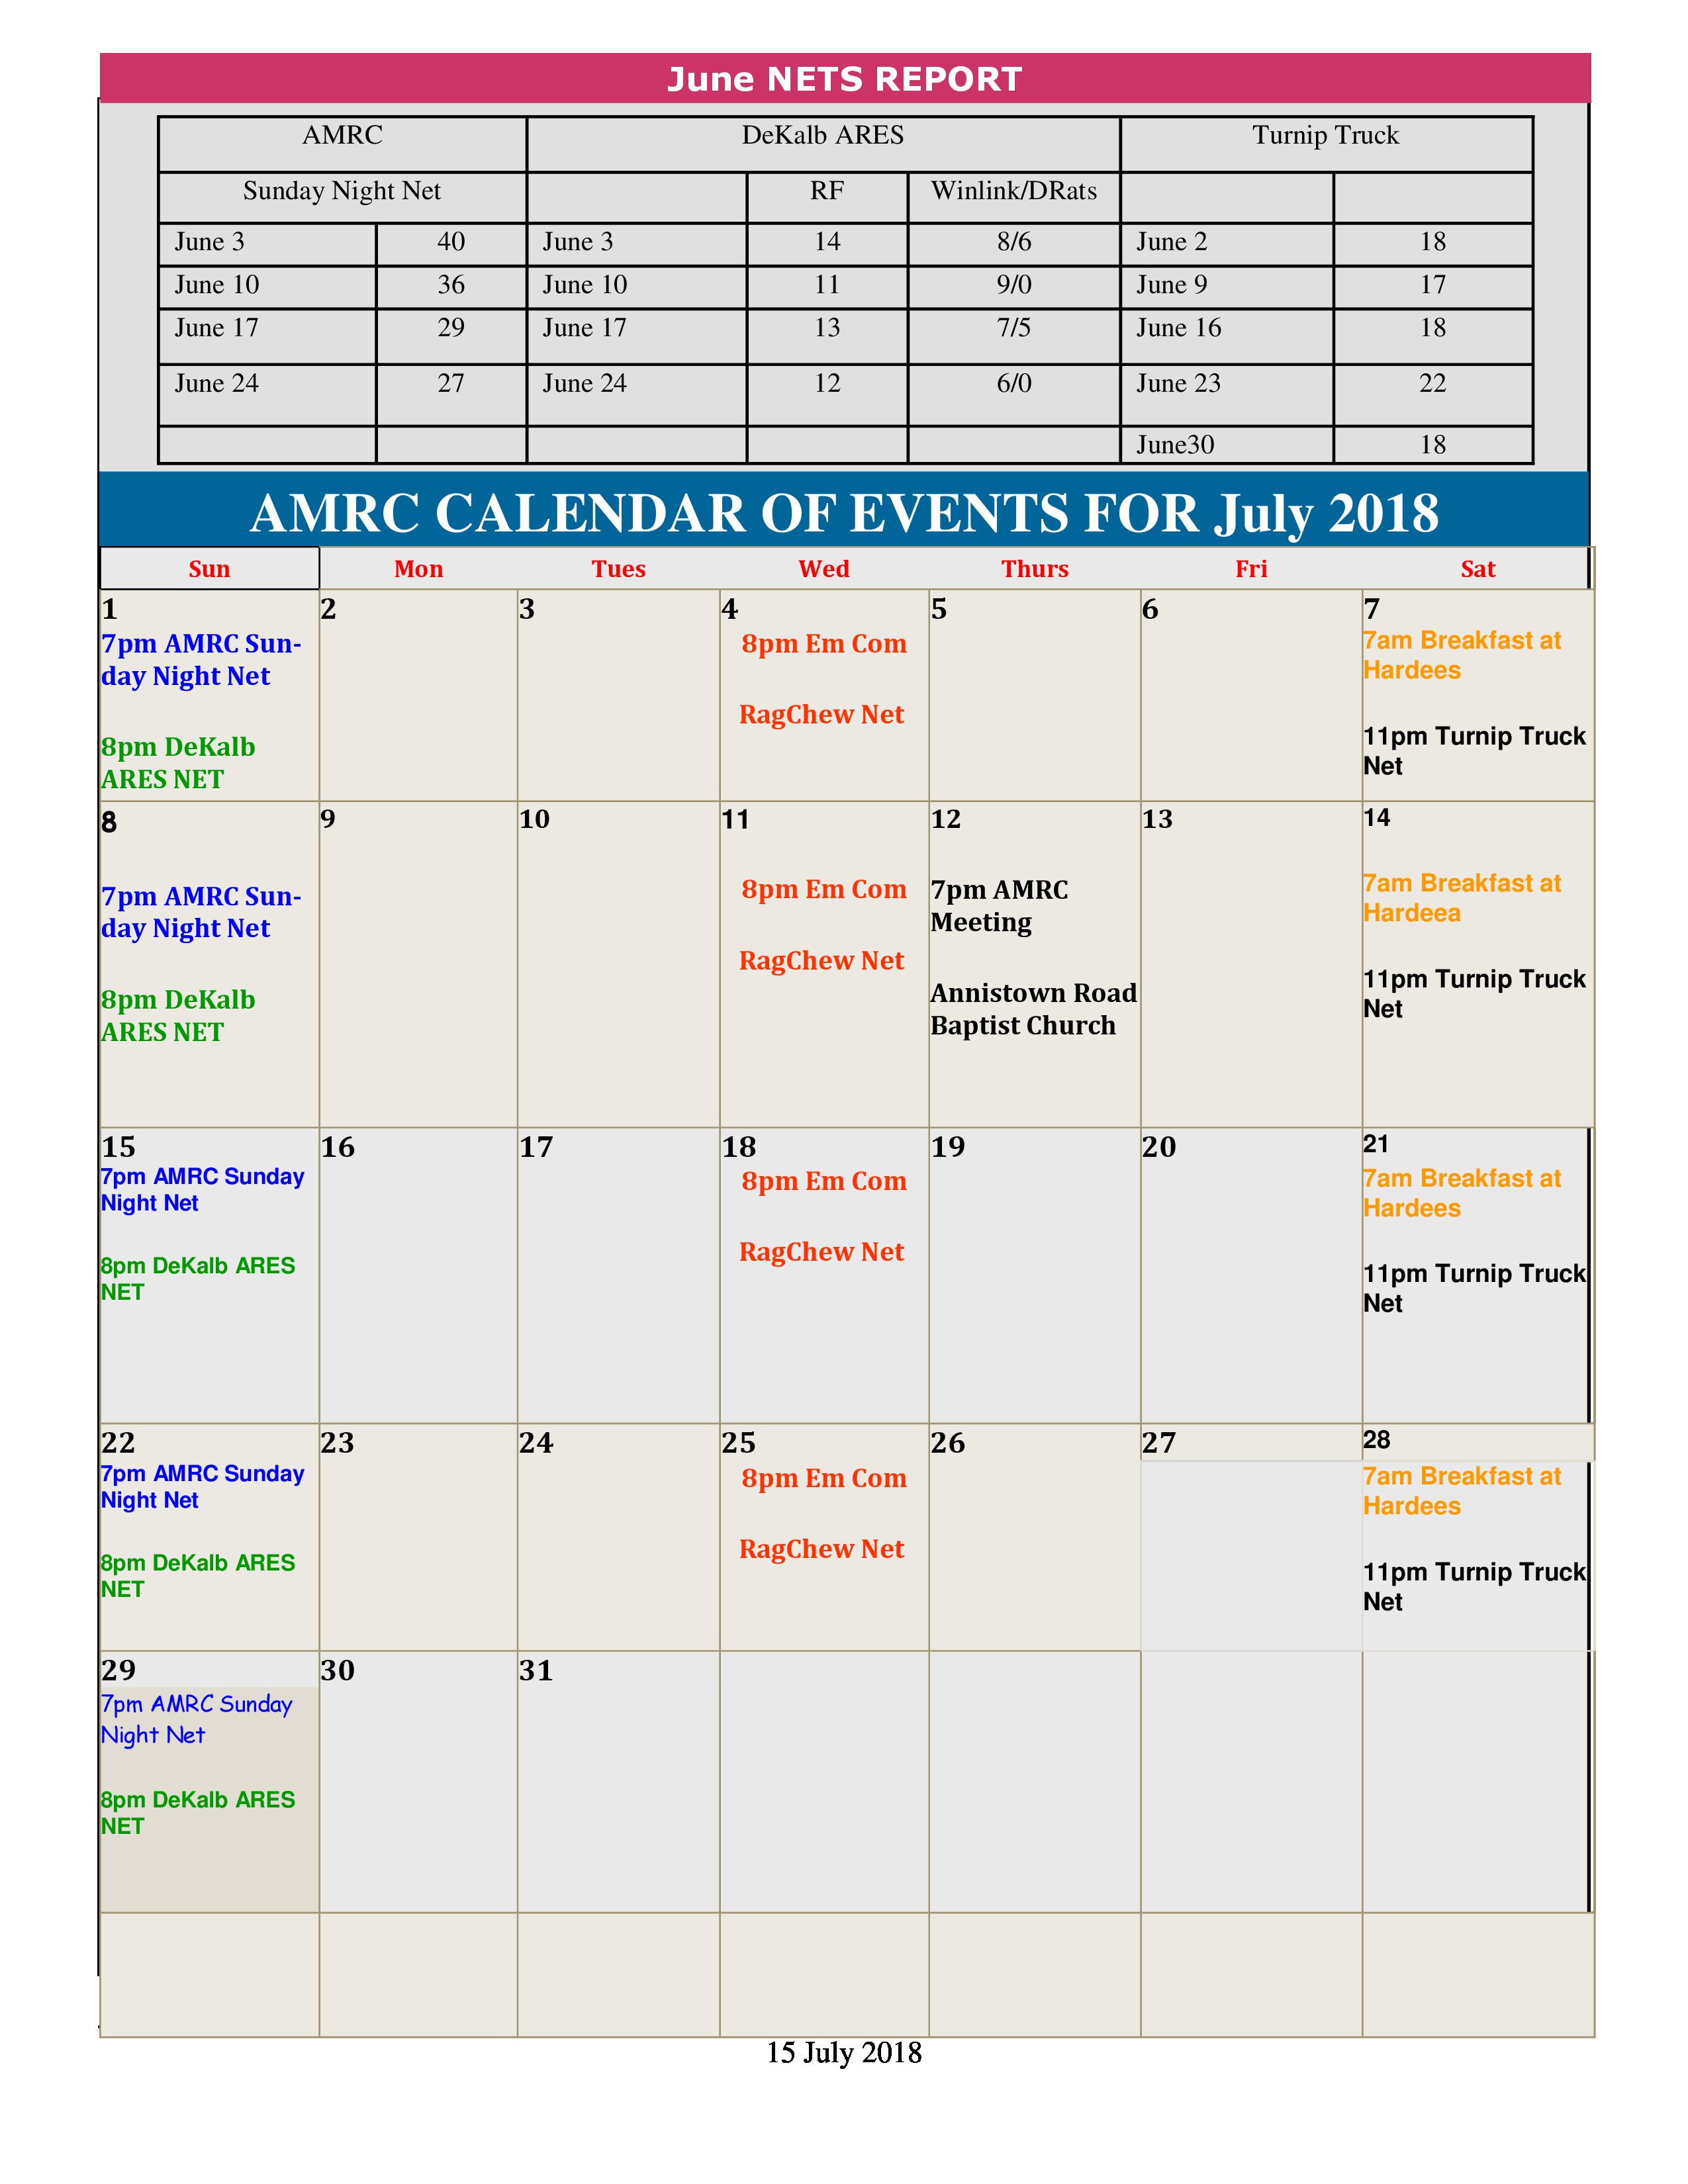 June NETS REPORT
AMRC DeKalb ARES Turnip Truck
Sunday Night Net RF Winlink/DRats
June 3 40 June 3 14 8/6 June 2 18
June 10 36 June 10 11 9/0 June 9 17
June 17 29 June 17 13 7/5 June 16 18
June 24 27 June 24 12 6/0 June 23 22
June30 18
AMRC CALENDAR OF EVENTS FOR July 2018
Sun Mon Tues Wed Thurs Fri Sat
1
7pm AMRC Sun-
day Night Net
8pm DeKalb
ARES NET
2
3
4
8pm Em Com
RagChew Net
5
6
7
7am Breakfast at
Hardees
11pm Turnip Truck
Net
8
7pm AMRC Sun-
day Night Net
8pm DeKalb
ARES NET
9
10
11
8pm Em Com
RagChew Net
12
7pm AMRC
Meeting
Annistown Road
Baptist Church
13
14
7am Breakfast at
Hardeea
11pm Turnip Truck
Net
15
7pm AMRC Sunday
Night Net
8pm DeKalb ARES
NET
16
17
18
8pm Em Com
RagChew Net
19
20
21
7am Breakfast at
Hardees
11pm Turnip Truck
Net
22
7pm AMRC Sunday
Night Net
8pm DeKalb ARES
NET
23
24
25
8pm Em Com
RagChew Net
26
27
28
7am Breakfast at
Hardees
11pm Turnip Truck
Net
29
7pm AMRC Sunday
Night Net
8pm DeKalb ARES
NET
30
31
15 July 2018